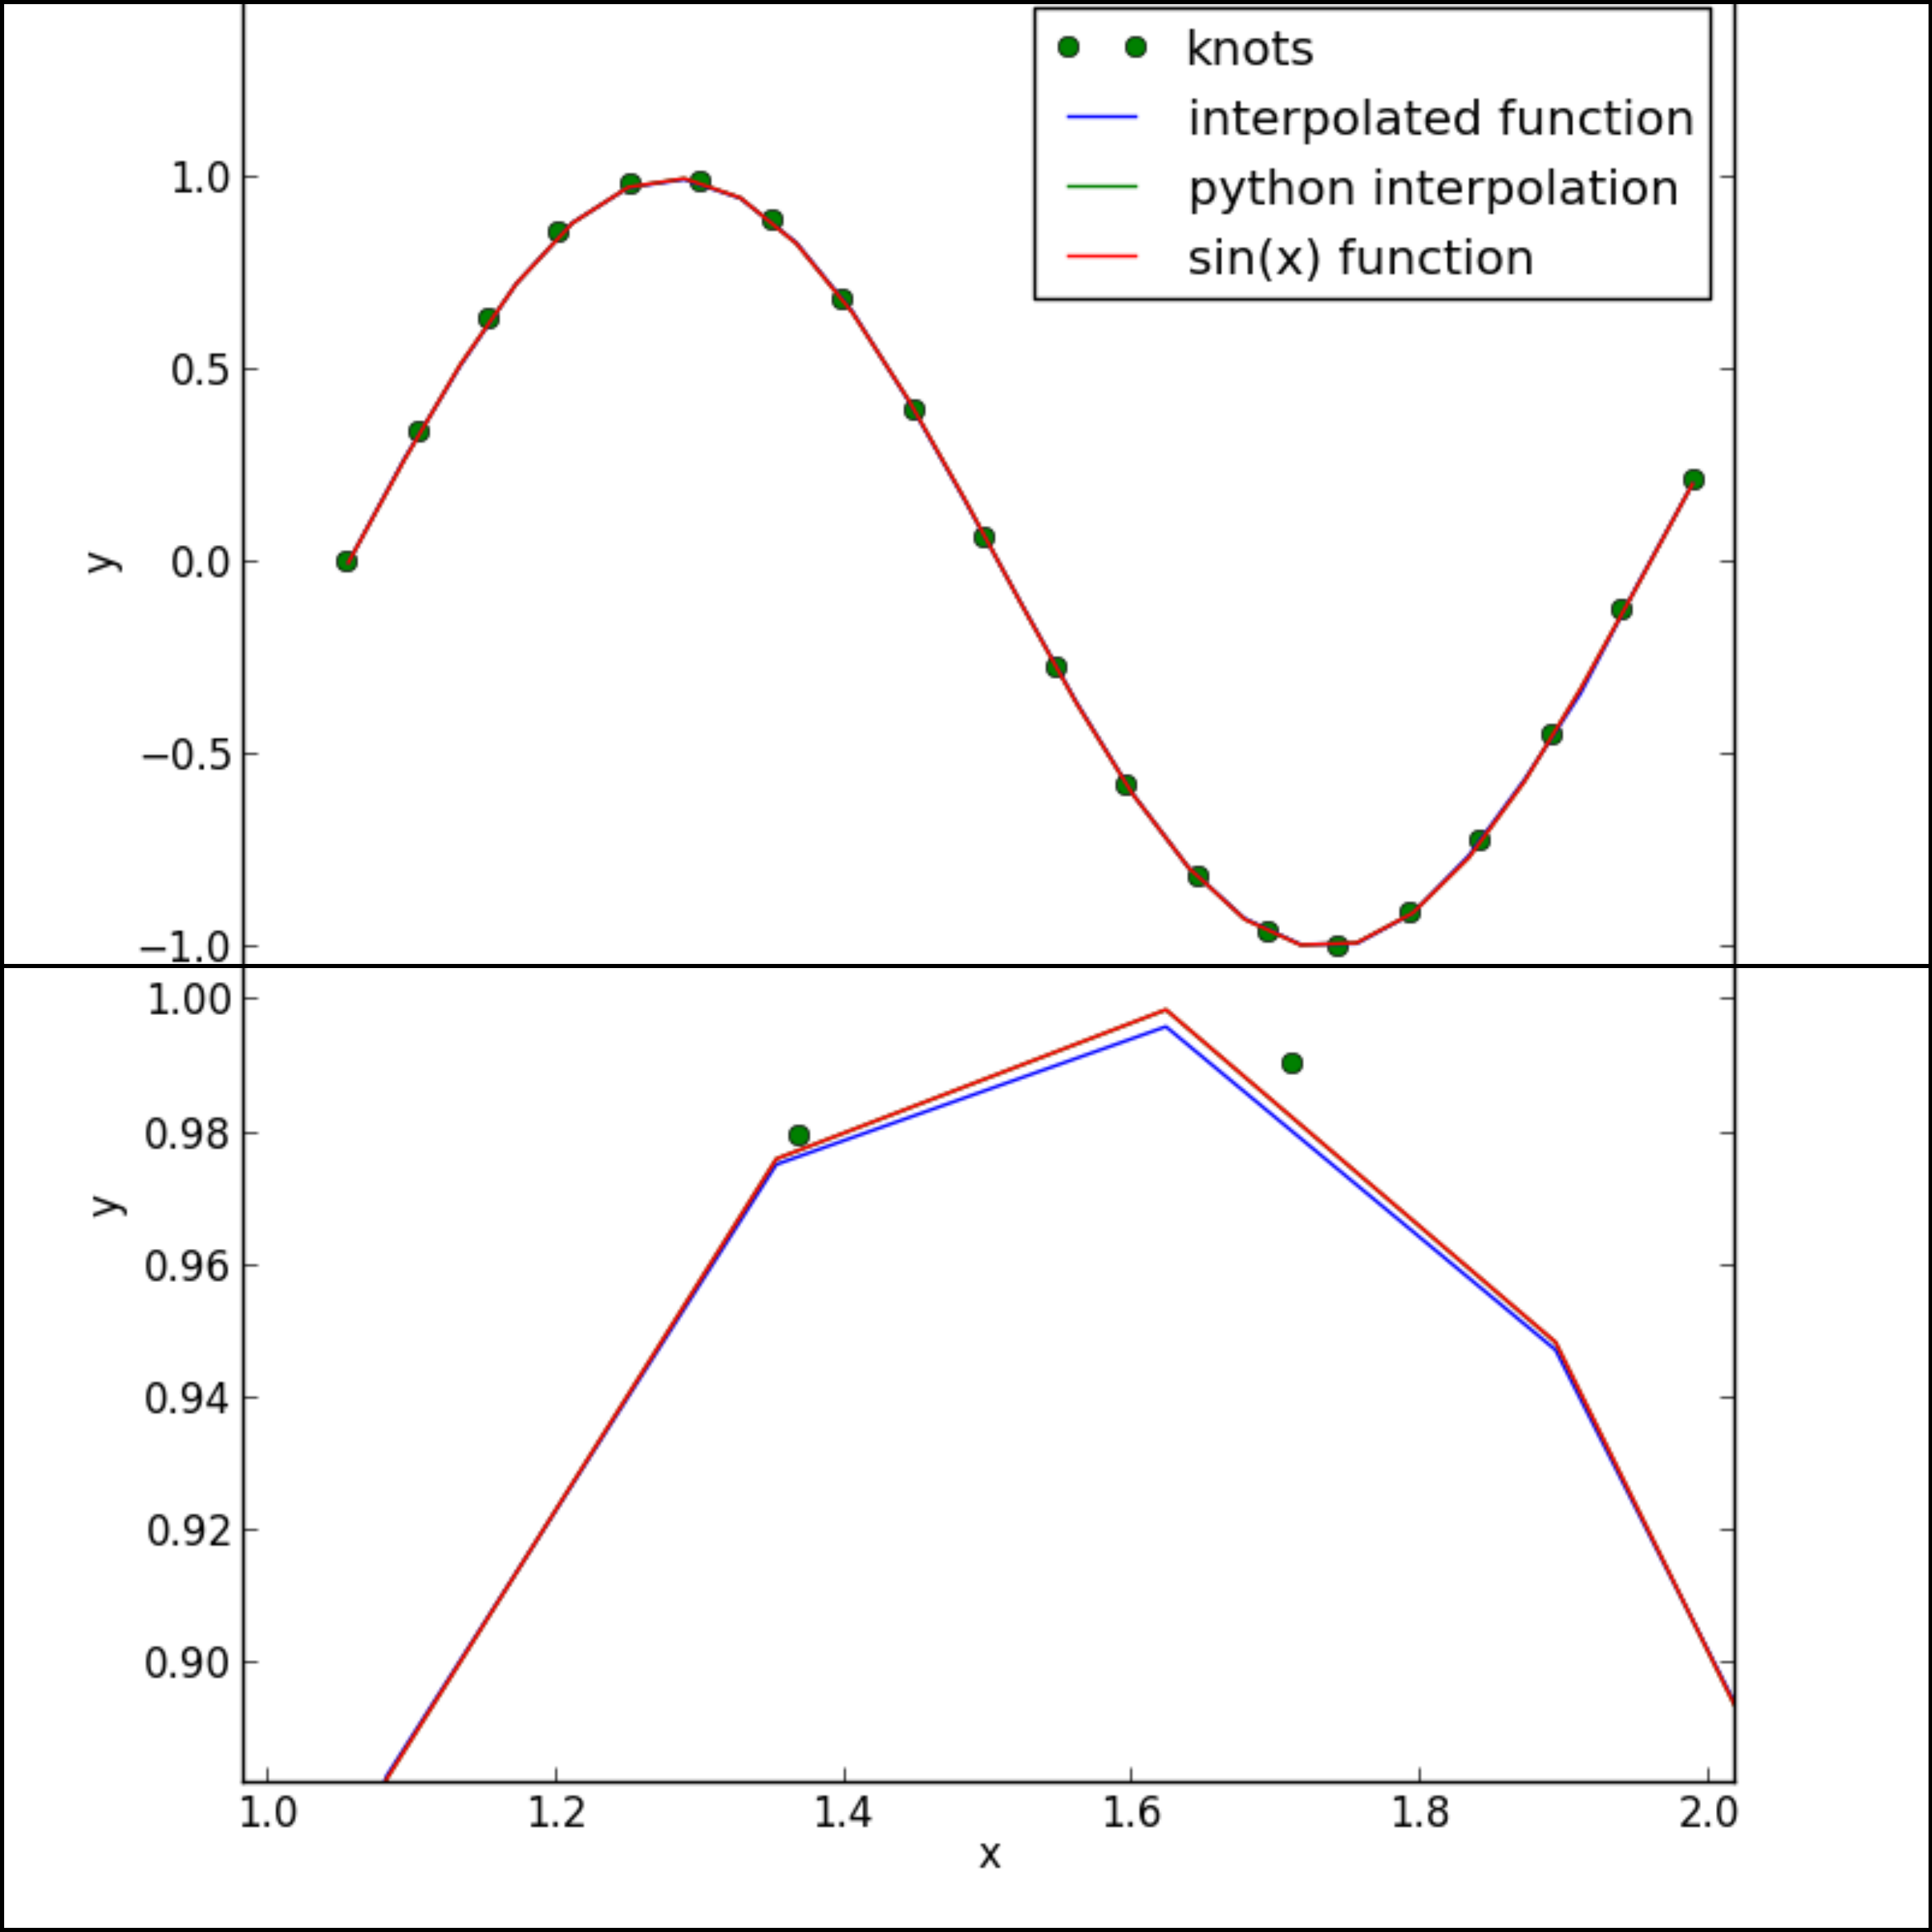 knots
interpolated function
python interpolation
sin(x) function
1.0
0.5
0.0
−0.5
−1.0
y
1.00
0.98
0.96
0.94
0.92
0.90
y
1.0 1.2 1.4 1.6 1.8 2.0
x